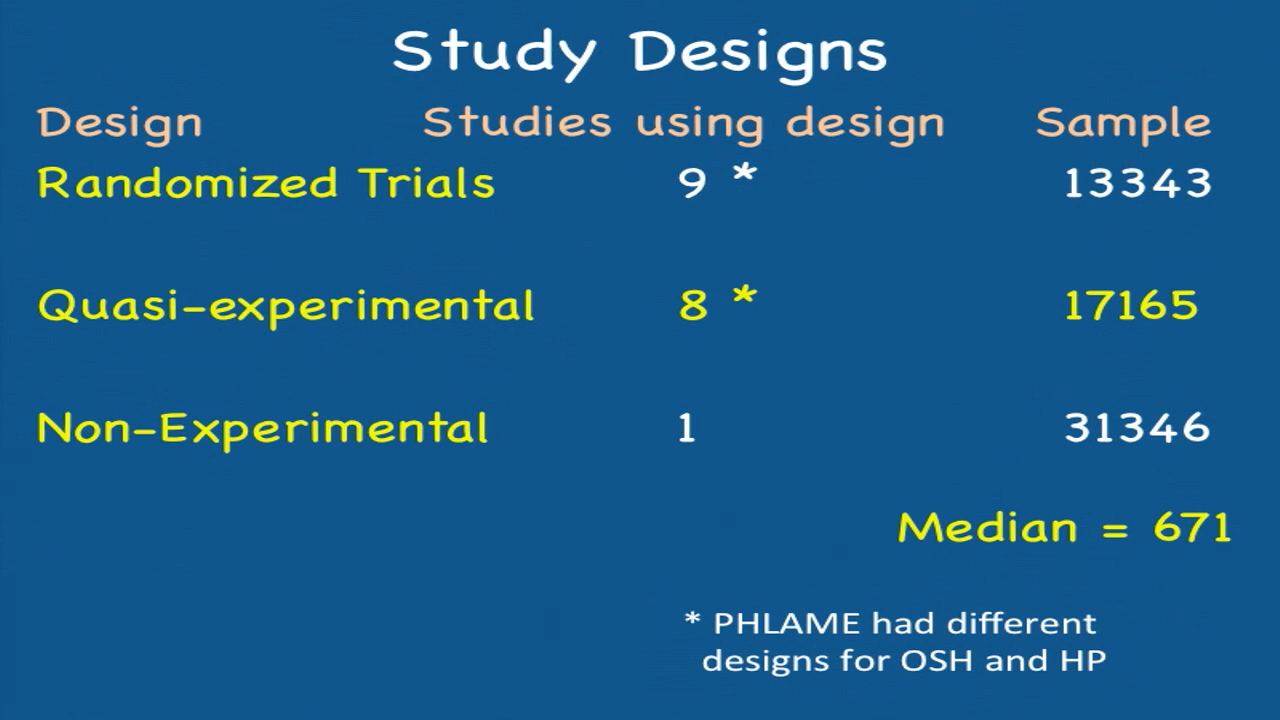 Study Designs
Design Studies using design Sample
Randomized Trials 9 * 13343
Quasi-experimental 8 * 17165
Non-Experimental 1 31346
Median = 671
* PHLAME had different
designs for OSH and HP